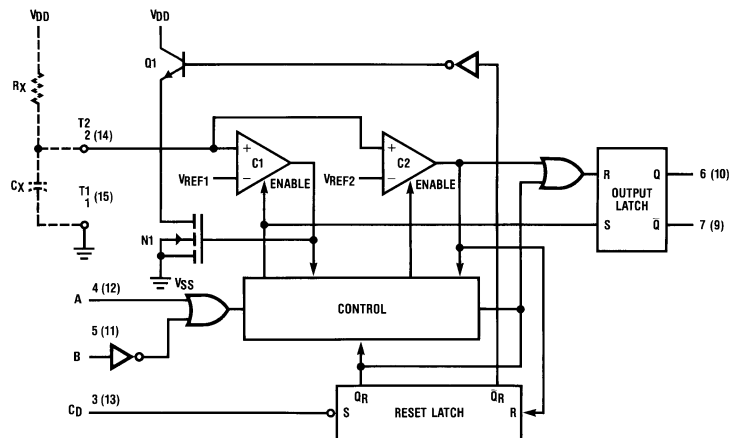 VDD VDD
Q1
RX
T2
2 (14)
+ C1 + C2
VREF1 − VREF2 −
ENABLE ENABLE
CX
T1
1 (15)
R Q 6 (10)
OUTPUT
LATCH
S Q̅ 7 (9)
N1
VSS
4 (12)
A
CONTROL
5 (11)
B
QR Q̅R
3 (13)
CD S RESET LATCH R